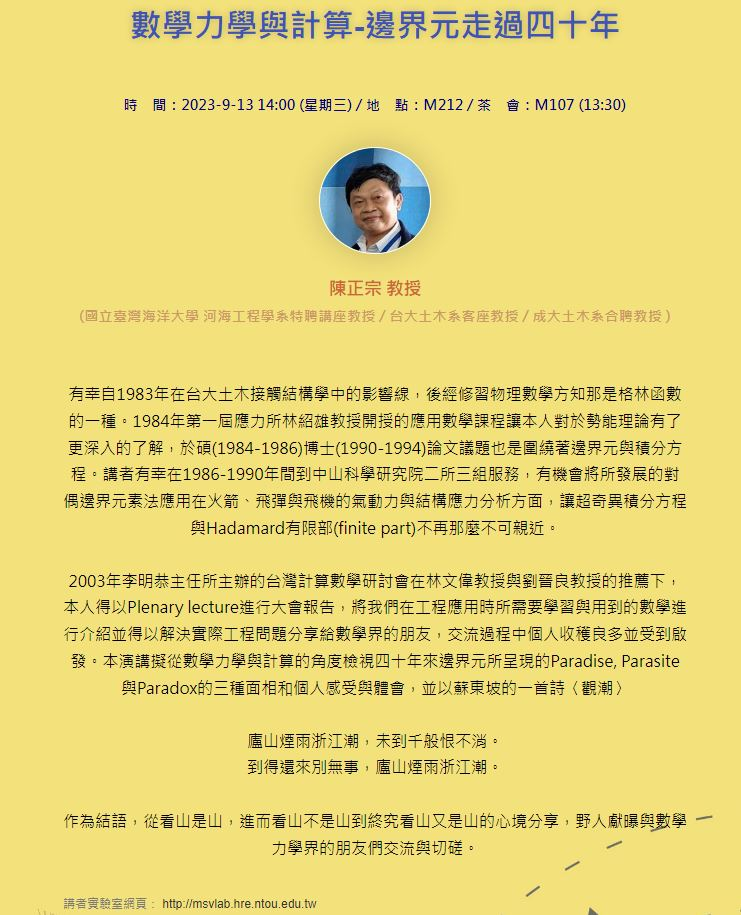 數學力學與計算-邊界元走過四十年
時　間：2023-9-13 14:00 (星期三) / 地　點：M212 / 茶　會：M107 (13:30)
陳正宗 教授
(國立臺灣海洋大學 河海工程學系特聘講座教授 / 台大土木系客座教授 / 成大土木系合聘教授 )
有幸自1983年在台大土木接觸結構學中的影響線，後經修習物理數學方知那是格林函數
的一種。1984年第一屆應力所林紹雄教授開授的應用數學課程讓本人對於勢能理論有了
更深入的了解，於碩(1984-1986)博士(1990-1994)論文議題也是圍繞著邊界元與積分方
程。講者有幸在1986-1990年間到中山科學研究院二所三組服務，有機會將所發展的對
偶邊界元素法應用在火箭、飛彈與飛機的氣動力與結構應力分析方面，讓超奇異積分方程
與Hadamard有限部(finite part)不再那麼不可親近。
2003年李明恭主任所主辦的台灣計算數學研討會在林文偉教授與劉晉良教授的推薦下，
本人得以Plenary lecture進行大會報告，將我們在工程應用時所需要學習與用到的數學進
行介紹並得以解決實際工程問題分享給數學界的朋友，交流過程中個人收穫良多並受到啟
發。本演講擬從數學力學與計算的角度檢視四十年來邊界元所呈現的Paradise, Parasite
與Paradox的三種面相和個人感受與體會，並以蘇東坡的一首詩〈觀潮〉
廬山煙雨浙江潮，未到千般恨不消。
到得還來別無事，廬山煙雨浙江潮。
作為結語，從看山是山，進而看山不是山到終究看山又是山的心境分享，野人獻曝與數學
力學界的朋友們交流與切磋。
講者實驗室網頁： http://msvlab.hre.ntou.edu.tw